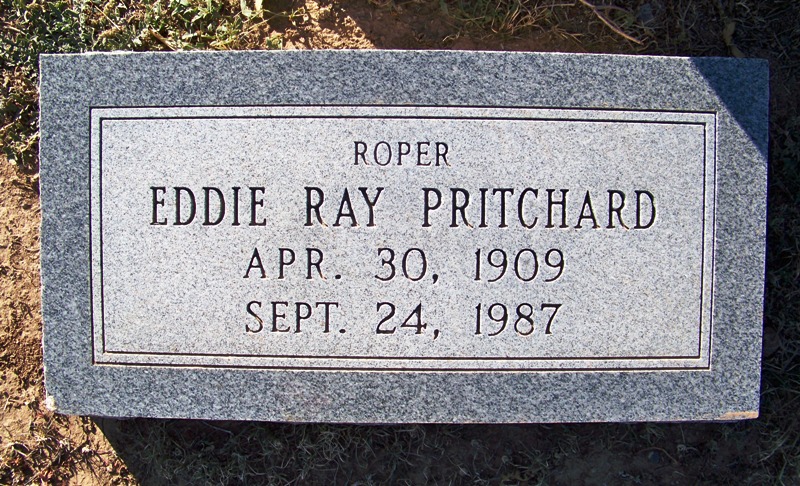 ROPER
EDDIE RAY PRITCHARD
APR. 30, 1909
SEPT. 24, 1987